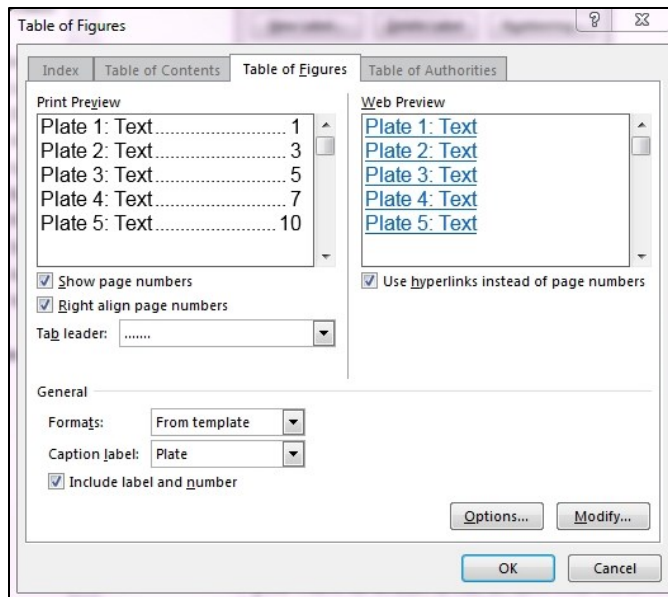 Table of Figures
Index
Table of Contents
Table of Figures
Table of Authorities
Print Preview
Plate 1: Text..............................1
Plate 2: Text..............................3
Plate 3: Text..............................5
Plate 4: Text..............................7
Plate 5: Text............................10
Web Preview
Plate 1: Text
Plate 2: Text
Plate 3: Text
Plate 4: Text
Plate 5: Text
Show page numbers
Right align page numbers
Tab leader: .......
Use hyperlinks instead of page numbers
General
Formats: From template
Caption label: Plate
Include label and number
Options...
Modify...
OK
Cancel